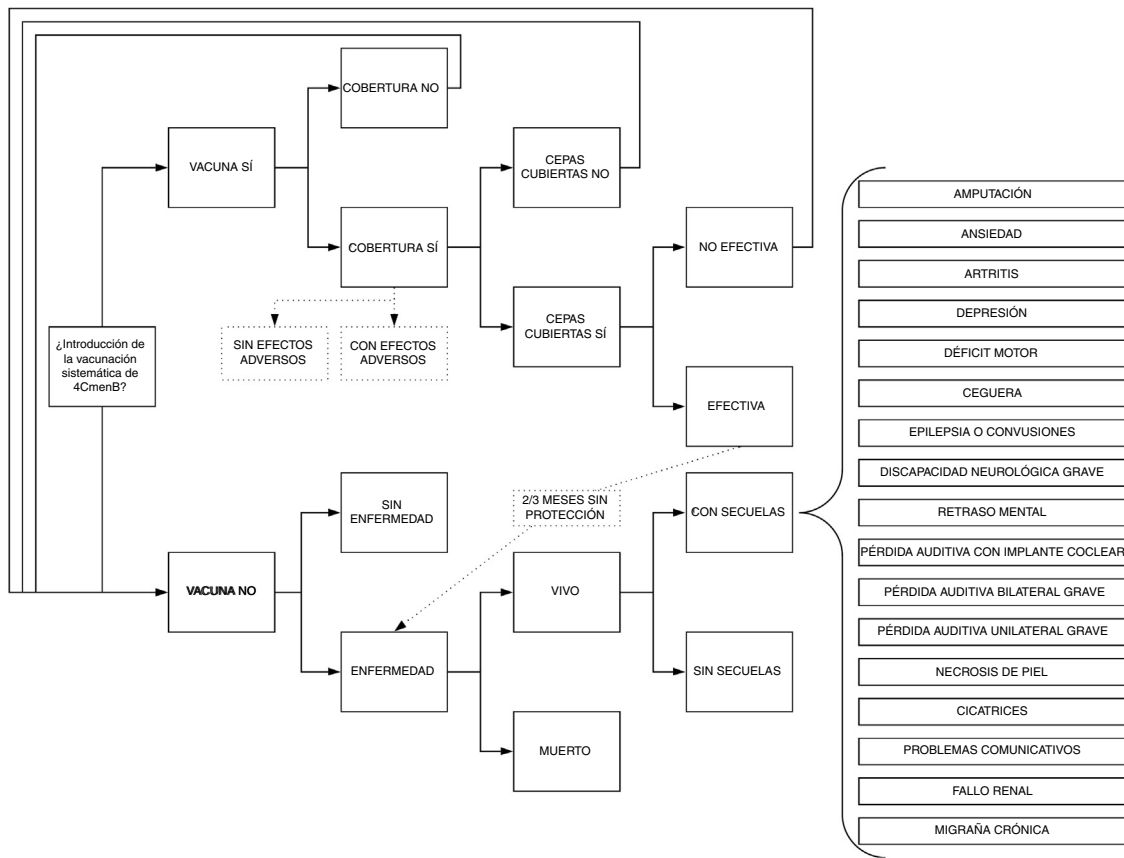 COBERTURA NO
VACUNA SÍ
CEPAS
CUBIERTAS NO
COBERTURA SÍ
NO EFECTIVA
SIN EFECTOS
ADVERSOS
CON EFECTOS
ADVERSOS
CEPAS
CUBIERTAS SÍ
¿Introducción de
la vacunación
sistemática de
4CmenB?
EFECTIVA
SIN
ENFERMEDAD
2/3 MESES SIN
PROTECCIÓN
CON SECUELAS
VACUNA NO
VIVO
ENFERMEDAD
SIN SECUELAS
MUERTO
AMPUTACIÓN
ANSIEDAD
ARTRITIS
DEPRESIÓN
DÉFICIT MOTOR
CEGUERA
EPILEPSIA O CONVUSIONES
DISCAPACIDAD NEUROLÓGICA GRAVE
RETRASO MENTAL
PÉRDIDA AUDITIVA CON IMPLANTE COCLEAR
PÉRDIDA AUDITIVA BILATERAL GRAVE
PÉRDIDA AUDITIVA UNILATERAL GRAVE
NECROSIS DE PIEL
CICATRICES
PROBLEMAS COMUNICATIVOS
FALLO RENAL
MIGRAÑA CRÓNICA